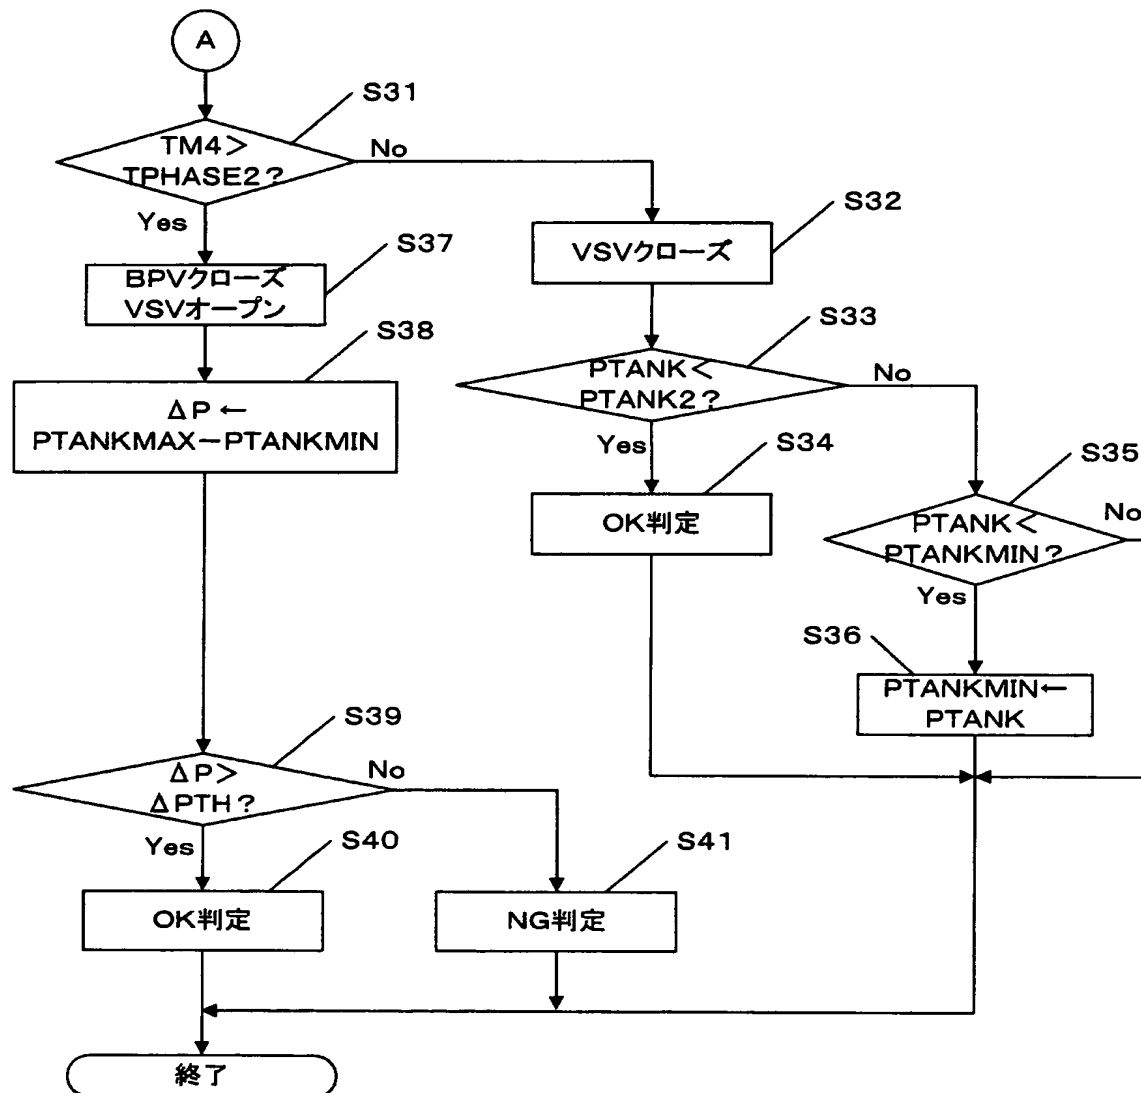 A
S31
TM4>
TPHASE2?
No
Yes
S32
VSVクローズ
S37
BPVクローズ
VSVオープン
S33
PTANK<
PTANK2?
No
Yes
S38
ΔP←
PTANKMAX−PTANKMIN
S34
OK判定
S35
PTANK<
PTANKMIN?
No
Yes
S36
PTANKMIN←
PTANK
S39
ΔP>
ΔPTH?
No
Yes
S40
OK判定
S41
NG判定
終了